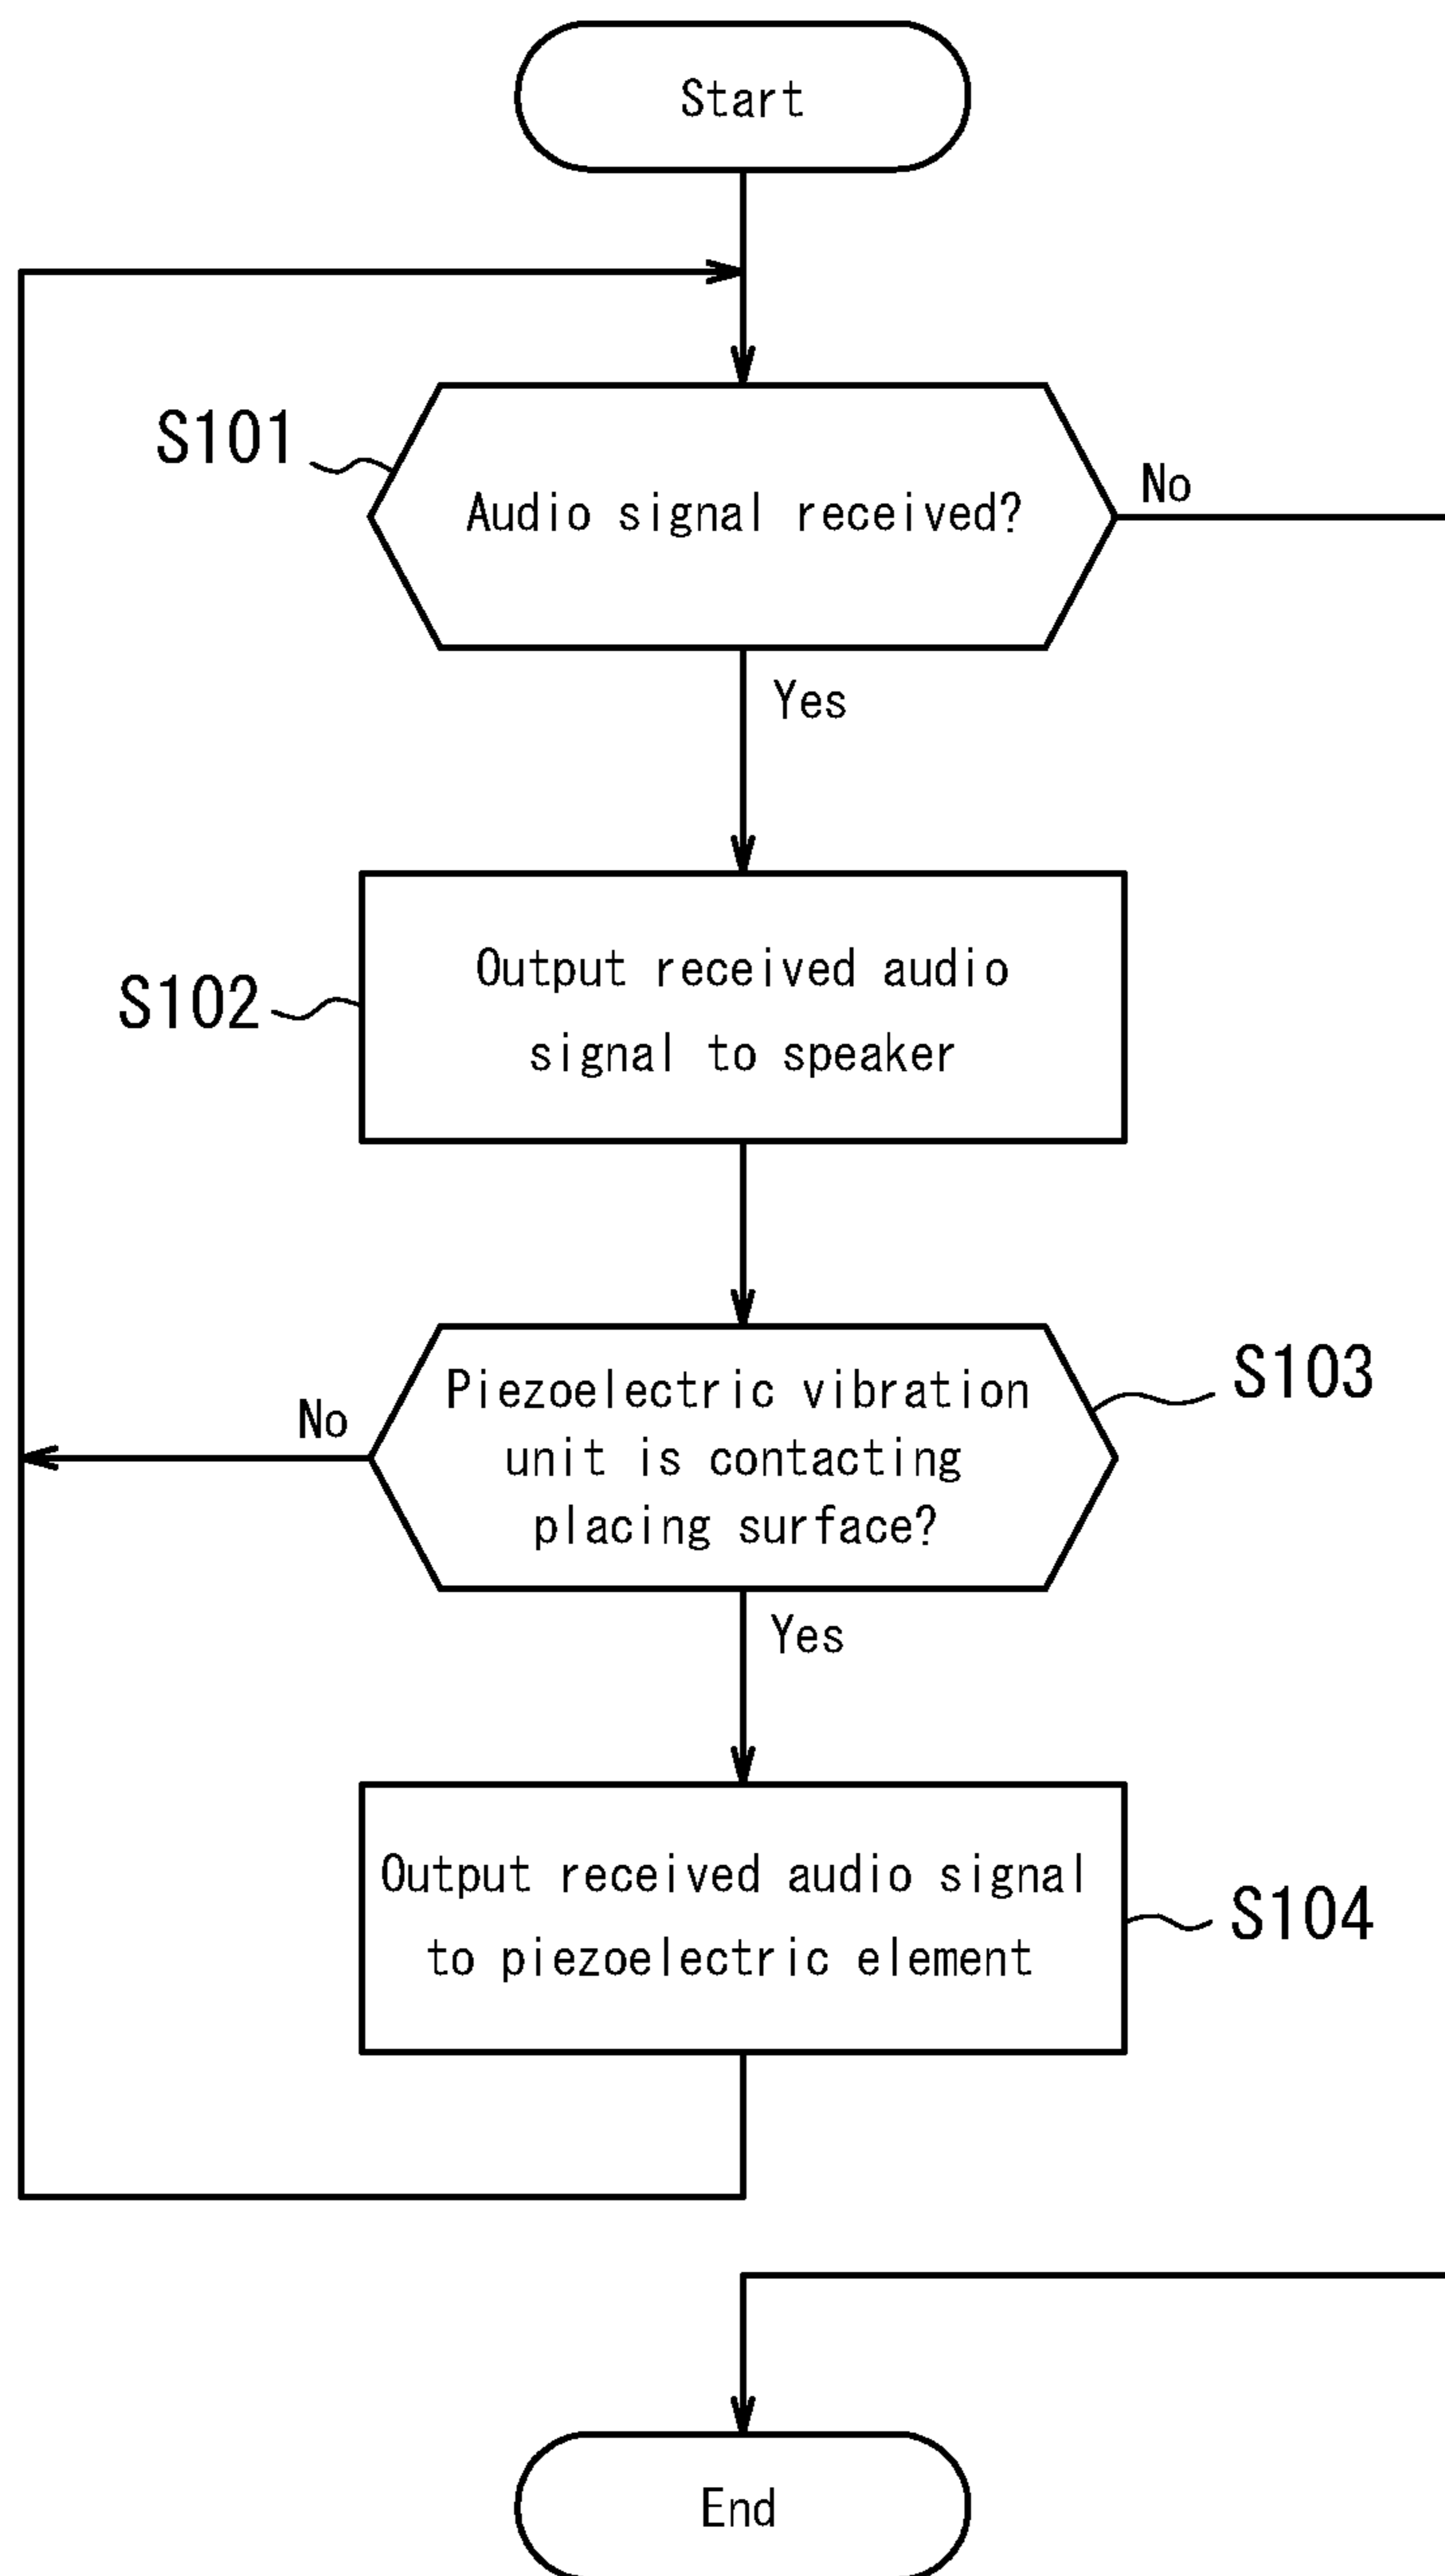 Start
S101
Audio signal received?
No
Yes
S102
Output received audio
signal to speaker
S103
Piezoelectric vibration
unit is contacting
placing surface?
No
Yes
Output received audio signal
to piezoelectric element
S104
End